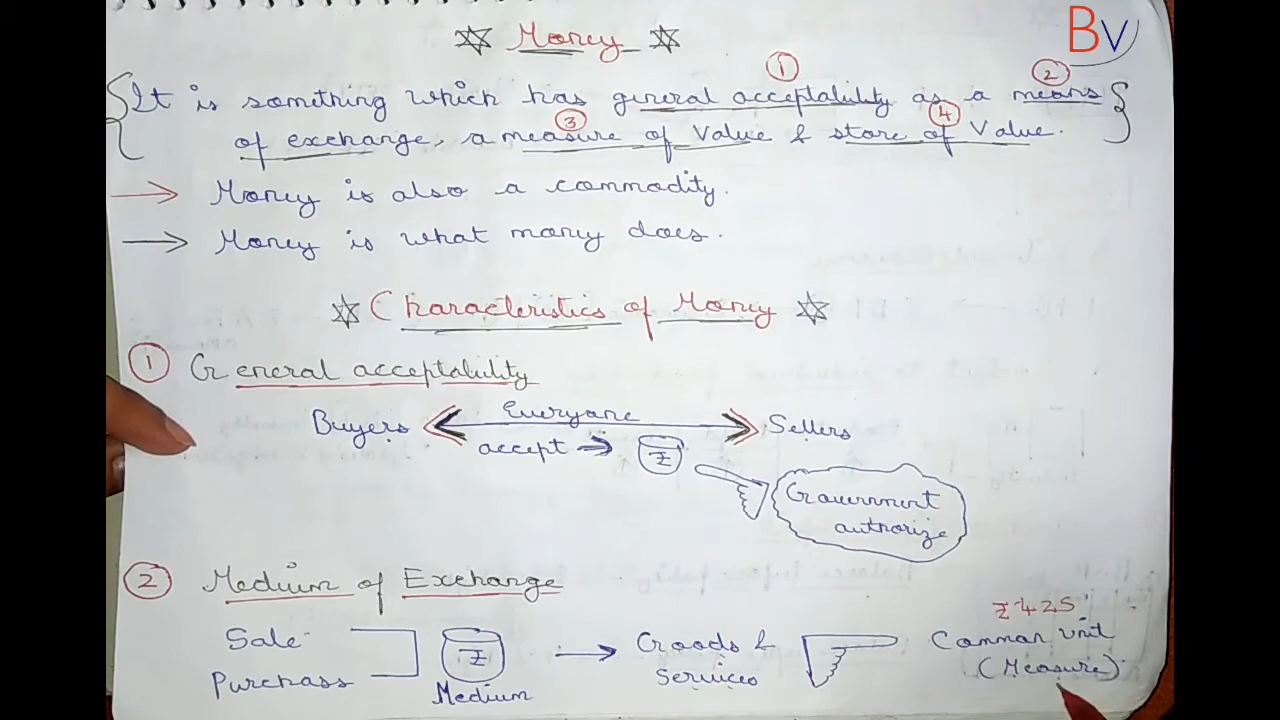 BV
Money
① ②
{It is something which has general acceptability as a means}
③ ④
of exchange, a measure of Value & store of Value.
→ Money is also a commodity.
→ Money is what money does.
Characteristics of Money
① General acceptability
Buyers Everyone Sellers
accept → ₹
Government
authorize
② Medium of Exchange
₹425
Sale ₹ → Goods & Common unit
Purchass Medium Services (Measure)